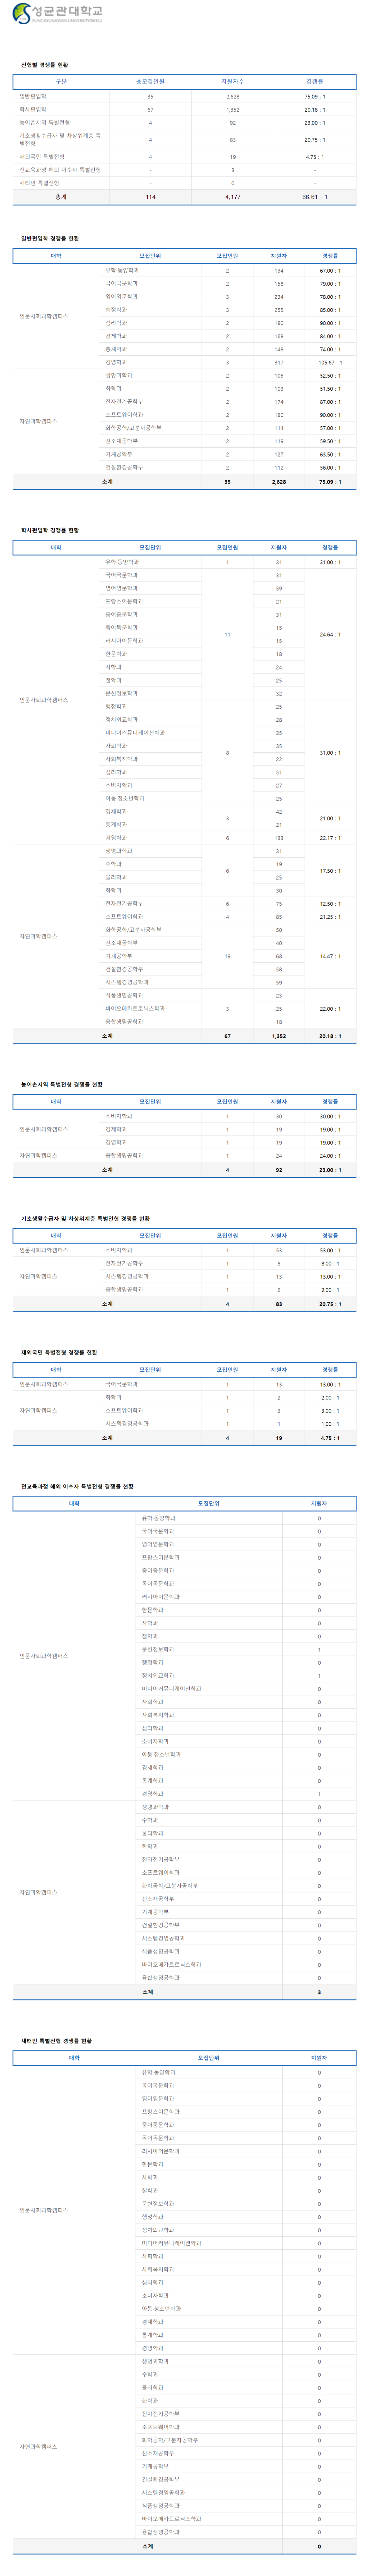 성균관대학교
SUNGKYUNKWAN UNIVERSITY
전형별 경쟁률 현황
구분 총모집인원 지원자수 경쟁률
일반편입학 35 2,628 75.09 : 1
학사편입학 67 1,352 20.18 : 1
농어촌지역 특별전형 4 92 23.00 : 1
기초생활수급자 및 차상위계층 특별전형 4 83 20.75 : 1
재외국민 특별전형 4 19 4.75 : 1
전교육과정 해외 이수자 특별전형 - 3 -
새터민 특별전형 - 0 -
총계 114 4,177 36.61 : 1
일반편입학 경쟁률 현황
대학 모집단위 모집인원 지원자 경쟁률
인문사회과학캠퍼스
유학·동양학과 2 134 67.00 : 1
국어국문학과 2 158 79.00 : 1
영어영문학과 3 234 78.00 : 1
행정학과 3 255 85.00 : 1
심리학과 2 180 90.00 : 1
경제학과 2 168 84.00 : 1
통계학과 2 148 74.00 : 1
경영학과 3 317 105.67 : 1
자연과학캠퍼스
생명과학과 2 105 52.50 : 1
화학과 2 103 51.50 : 1
전자전기공학부 2 174 87.00 : 1
소프트웨어학과 2 180 90.00 : 1
화학공학/고분자공학부 2 114 57.00 : 1
신소재공학부 2 119 59.50 : 1
기계공학부 2 127 63.50 : 1
건설환경공학부 2 112 56.00 : 1
소계 35 2,628 75.09 : 1
학사편입학 경쟁률 현황
대학 모집단위 모집인원 지원자 경쟁률
인문사회과학캠퍼스
유학·동양학과 1 31 31.00 : 1
국어국문학과 11 31 24.64 : 1
영어영문학과 59
프랑스어문학과 21
중어중문학과 31
독어독문학과 15
러시아어문학과 15
한문학과 18
사학과 24
철학과 25
문헌정보학과 32
행정학과 8 25 31.00 : 1
정치외교학과 28
미디어커뮤니케이션학과 35
사회학과 35
사회복지학과 22
심리학과 51
소비자학과 27
아동·청소년학과 25
경제학과 3 42 21.00 : 1
통계학과 21
경영학과 6 133 22.17 : 1
자연과학캠퍼스
생명과학과 6 31 17.50 : 1
수학과 19
물리학과 25
화학과 30
전자전기공학부 6 75 12.50 : 1
소프트웨어학과 4 85 21.25 : 1
화학공학/고분자공학부 19 50 14.47 : 1
신소재공학부 40
기계공학부 68
건설환경공학부 58
시스템경영공학과 59
식품생명공학과 3 23 22.00 : 1
바이오메카트로닉스학과 25
융합생명공학과 18
소계 67 1,352 20.18 : 1
농어촌지역 특별전형 경쟁률 현황
대학 모집단위 모집인원 지원자 경쟁률
인문사회과학캠퍼스
소비자학과 1 30 30.00 : 1
경제학과 1 19 19.00 : 1
경영학과 1 19 19.00 : 1
자연과학캠퍼스 융합생명공학과 1 24 24.00 : 1
소계 4 92 23.00 : 1
기초생활수급자 및 차상위계층 특별전형 경쟁률 현황
대학 모집단위 모집인원 지원자 경쟁률
인문사회과학캠퍼스 소비자학과 1 53 53.00 : 1
자연과학캠퍼스
전자전기공학부 1 8 8.00 : 1
시스템경영공학과 1 13 13.00 : 1
융합생명공학과 1 9 9.00 : 1
소계 4 83 20.75 : 1
재외국민 특별전형 경쟁률 현황
대학 모집단위 모집인원 지원자 경쟁률
인문사회과학캠퍼스 국어국문학과 1 13 13.00 : 1
자연과학캠퍼스
화학과 1 2 2.00 : 1
소프트웨어학과 1 3 3.00 : 1
시스템경영공학과 1 1 1.00 : 1
소계 4 19 4.75 : 1
전교육과정 해외 이수자 특별전형 경쟁률 현황
대학 모집단위 지원자
인문사회과학캠퍼스
유학·동양학과 0
국어국문학과 0
영어영문학과 0
프랑스어문학과 0
중어중문학과 0
독어독문학과 0
러시아어문학과 0
한문학과 0
사학과 0
철학과 0
문헌정보학과 1
행정학과 0
정치외교학과 1
미디어커뮤니케이션학과 0
사회학과 0
사회복지학과 0
심리학과 0
소비자학과 0
아동·청소년학과 0
경제학과 0
통계학과 0
경영학과 1
자연과학캠퍼스
생명과학과 0
수학과 0
물리학과 0
화학과 0
전자전기공학부 0
소프트웨어학과 0
화학공학/고분자공학부 0
신소재공학부 0
기계공학부 0
건설환경공학부 0
시스템경영공학과 0
식품생명공학과 0
바이오메카트로닉스학과 0
융합생명공학과 0
소계 3
새터민 특별전형 경쟁률 현황
대학 모집단위 지원자
인문사회과학캠퍼스
유학·동양학과 0
국어국문학과 0
영어영문학과 0
프랑스어문학과 0
중어중문학과 0
독어독문학과 0
러시아어문학과 0
한문학과 0
사학과 0
철학과 0
문헌정보학과 0
행정학과 0
정치외교학과 0
미디어커뮤니케이션학과 0
사회학과 0
사회복지학과 0
심리학과 0
소비자학과 0
아동·청소년학과 0
경제학과 0
통계학과 0
경영학과 0
자연과학캠퍼스
생명과학과 0
수학과 0
물리학과 0
화학과 0
전자전기공학부 0
소프트웨어학과 0
화학공학/고분자공학부 0
신소재공학부 0
기계공학부 0
건설환경공학부 0
시스템경영공학과 0
식품생명공학과 0
바이오메카트로닉스학과 0
융합생명공학과 0
소계 0